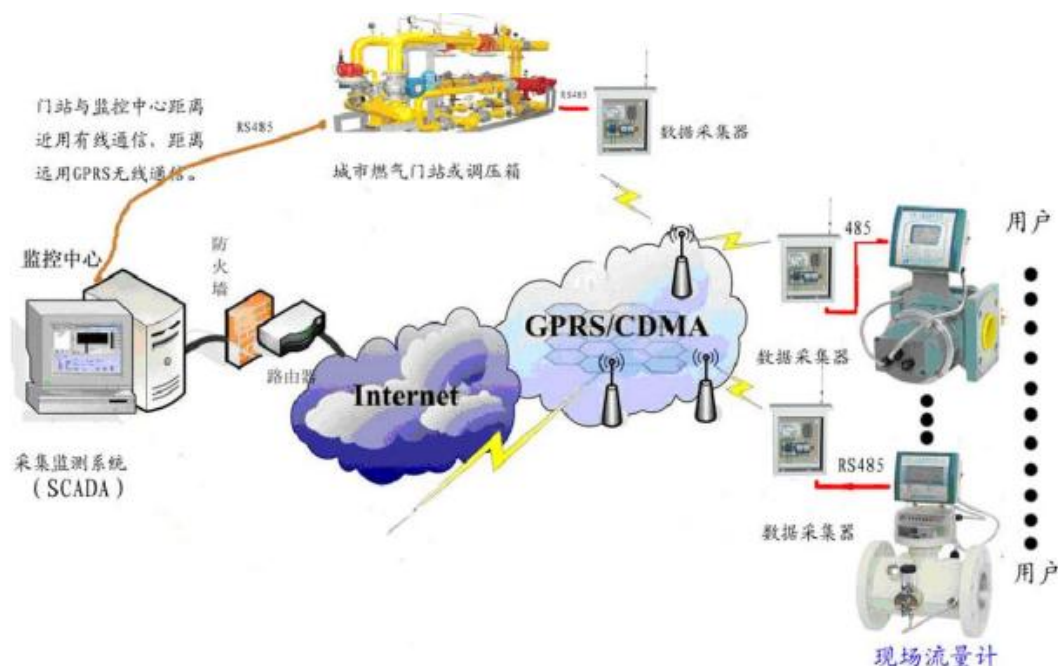 门站与监控中心距离
近用有线通信，距离
远用GPRS无线通信。
RS485
RS485
数据采集器
城市燃气门站或调压箱
监控中心
防火墙
路由器
Internet
GPRS/CDMA
485
用户
数据采集器
RS485
数据采集器
采集监测系统
(SCADA)
用户
现场流量计